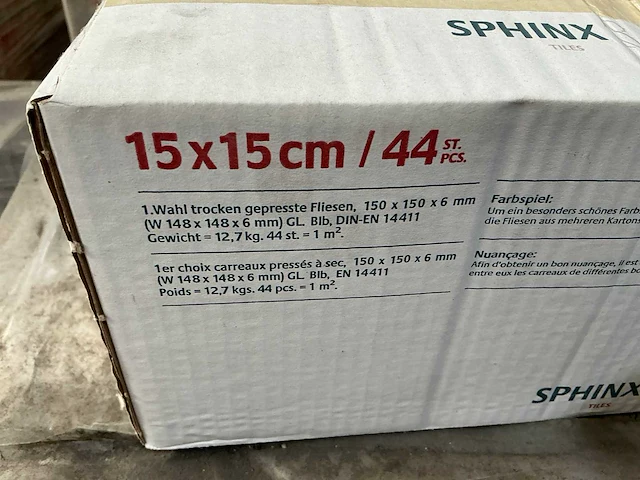 SPHINX
TILES
15x15cm / 44 ST. PCS.
1.Wahl trocken gepresste Fliesen, 150 x 150 x 6 mm
(W 148 x 148 x 6 mm) GL. BIb, DIN-EN 14411
Gewicht = 12,7 kg. 44 st. = 1 m².
1er choix carreaux pressés à sec, 150 x 150 x 6 mm
(W 148 x 148 x 6 mm) GL. BIb, EN 14411
Poids = 12,7 kgs. 44 pcs. = 1 m².
Farbspiel:
Um ein besonders schönes
die Fliesen aus mehreren Kartons
Nuançage:
Afin d'obtenir un bon nuançage, il est
entre eux les carreaux de différentes
SPHINX
TILES